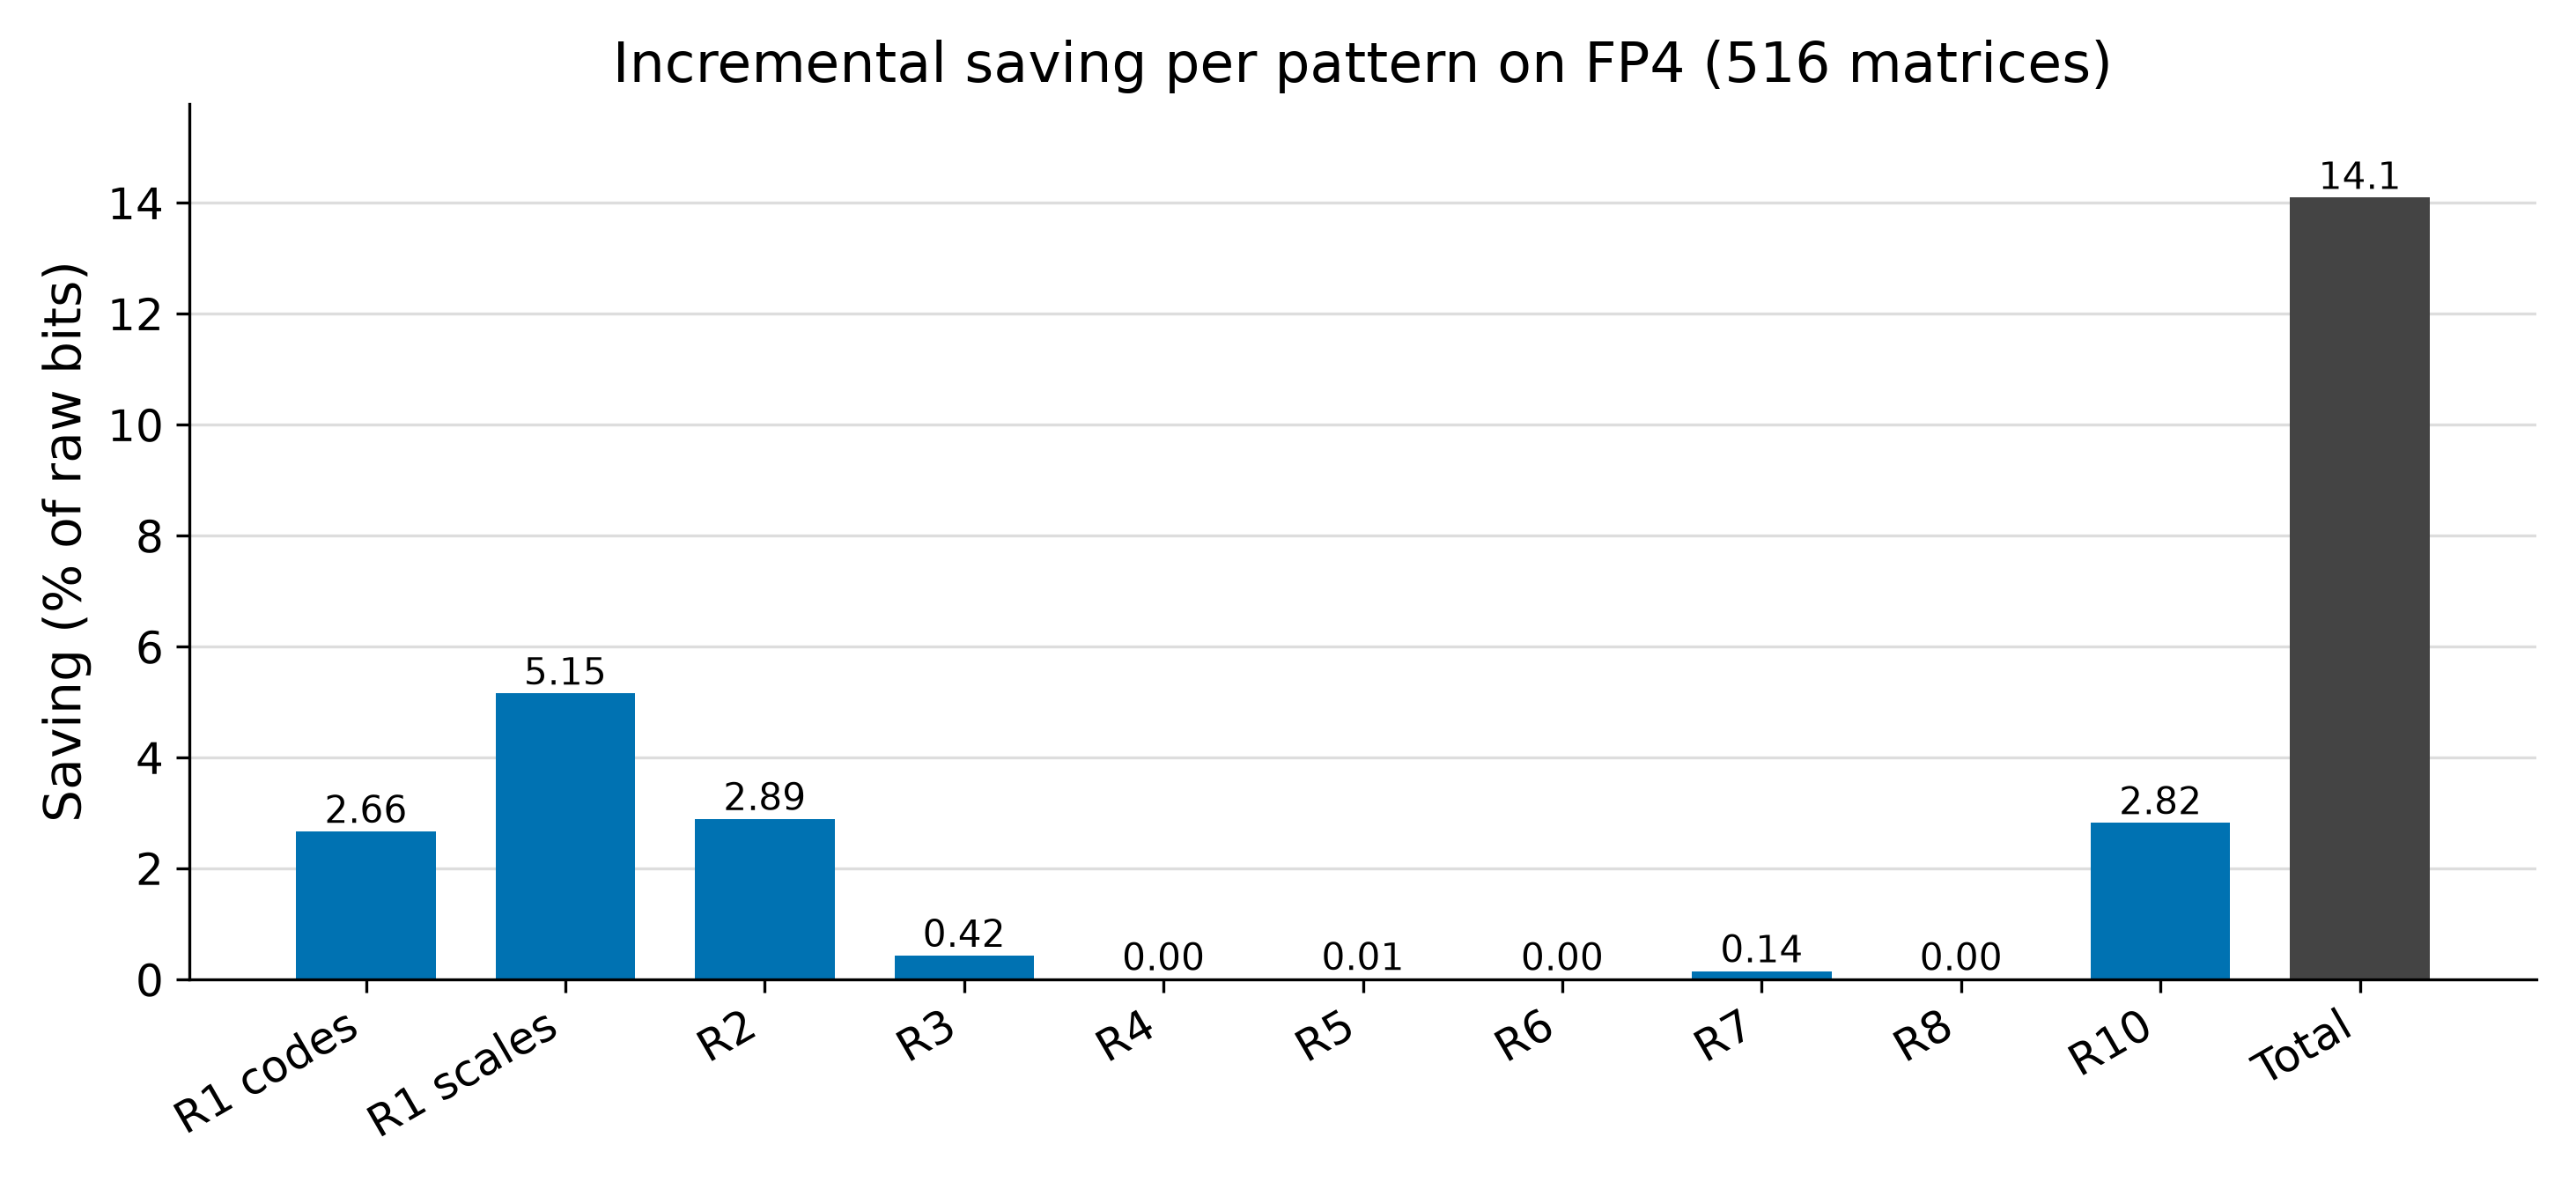 Incremental saving per pattern on FP4 (516 matrices)
Saving (% of raw bits)
14
12
10
8
6
4
2
0
2.66
5.15
2.89
0.42
0.00
0.01
0.00
0.14
0.00
2.82
14.1
R1 codes
R1 scales
R2
R3
R4
R5
R6
R7
R8
R10
Total